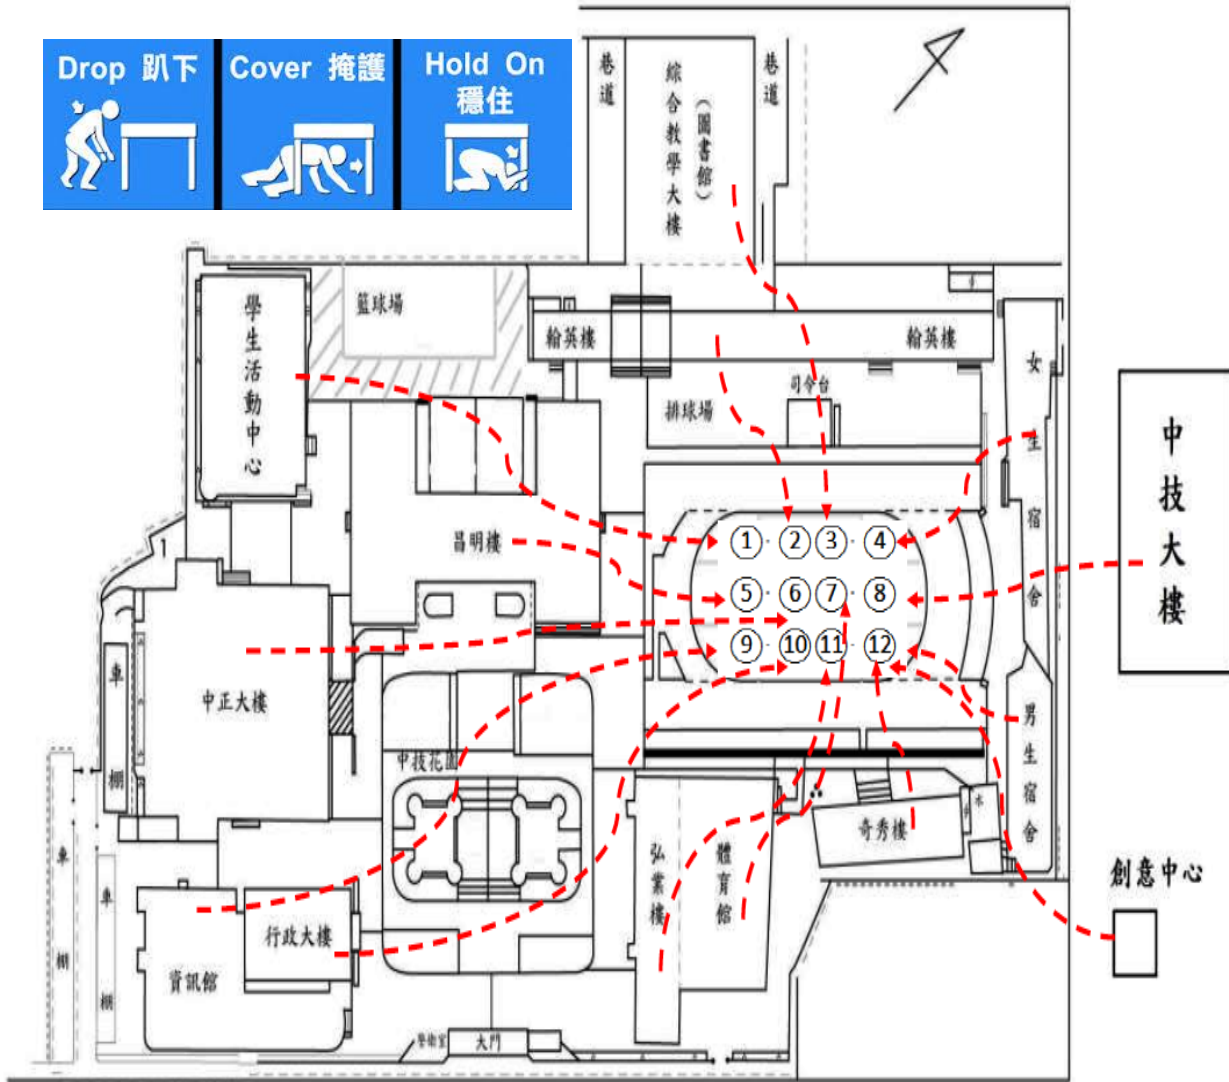 Drop 趴下
Cover 掩護
Hold On
穩住
巷道
綜合教學大樓
(圖書館)
巷道
學生活動中心
籃球場
翰英樓
翰英樓
司令台
排球場
女生宿舍
中技大樓
昌明樓
① ② ③ ④
⑤ ⑥ ⑦ ⑧
⑨ ⑩ ⑪ ⑫
車棚
中正大樓
中技花園
男生宿舍
奇秀樓
弘業樓
體育館
創意中心
車棚
車棚
行政大樓
資訊館
警衛室
大門